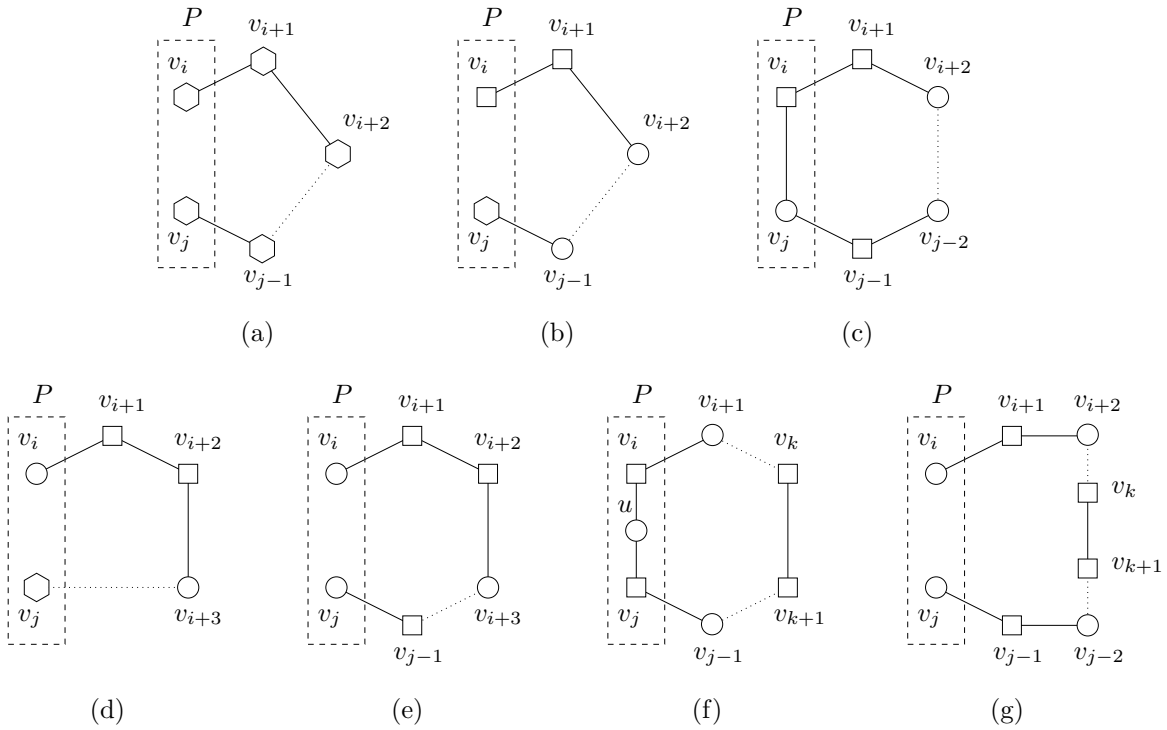 P P P
v_{i+1} v_{i+1} v_{i+1}
v_i v_i v_i v_{i+2}
v_{i+2} v_{i+2}
v_j v_j v_j v_{j-2}
v_{j-1} v_{j-1} v_{j-1}
(a) (b) (c)
P P P P
v_{i+1} v_{i+1} v_{i+1} v_{i+1} v_{i+2}
v_i v_{i+2} v_i v_{i+2} v_i v_k v_i
u v_k
v_{k+1}
v_j v_{i+3} v_j v_{i+3} v_j v_{k+1} v_j
v_{j-1} v_{j-1} v_{j-1} v_{j-2}
(d) (e) (f) (g)